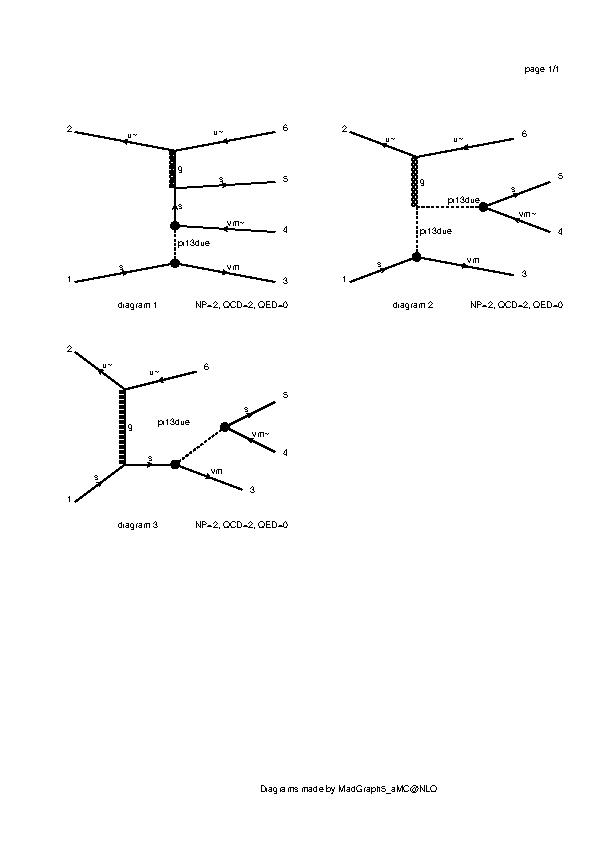 page 1/1
2 u~ u~ 6
g
s 5
s
vm~ 4
pi13due
1 s vm 3
diagram 1 NP=2, QCD=2, QED=0
2 u~ u~ 6
g
s 5
pi13due
vm~ 4
pi13due
1 s vm 3
diagram 2 NP=2, QCD=2, QED=0
2 u~ u~ 6
s 5
pi13due
g vm~ 4
s
1 s vm 3
diagram 3 NP=2, QCD=2, QED=0
Diagrams made by MadGraph5_aMC@NLO